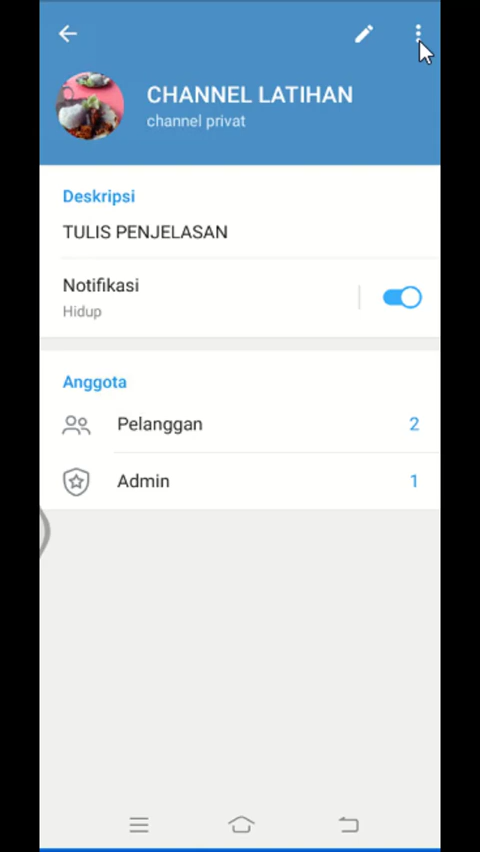 CHANNEL LATIHAN
channel privat
Deskripsi
TULIS PENJELASAN
Notifikasi
Hidup
Anggota
Pelanggan 2
Admin 1